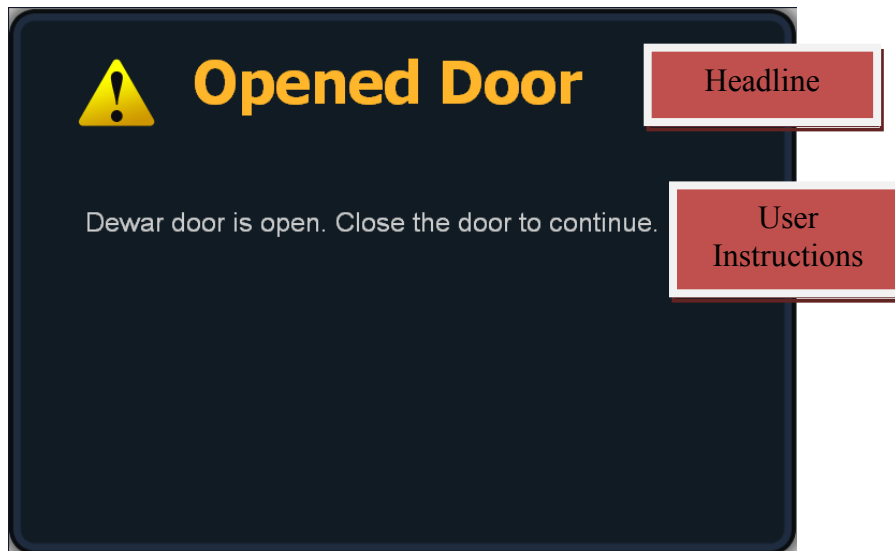 Opened Door
Headline
Dewar door is open. Close the door to continue.
User
Instructions